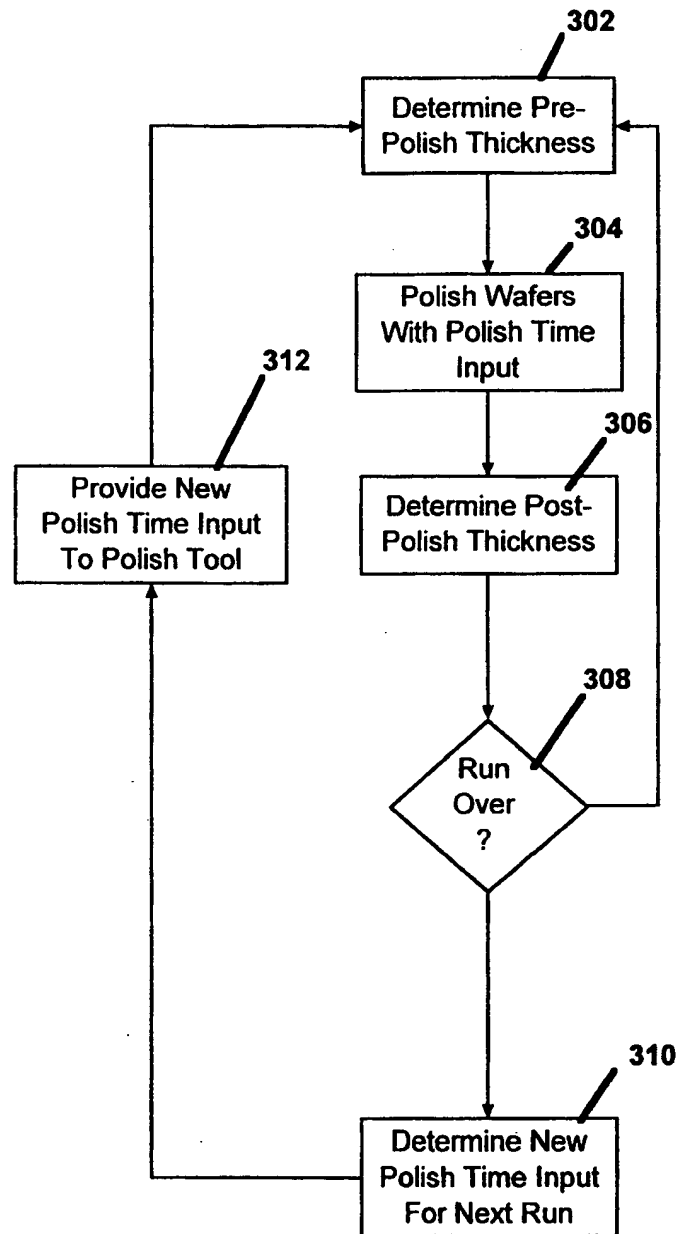 302
Determine Pre-
Polish Thickness
304
Polish Wafers
With Polish Time
Input
312
306
Provide New
Polish Time Input
To Polish Tool
Determine Post-
Polish Thickness
308
Run
Over
?
310
Determine New
Polish Time Input
For Next Run